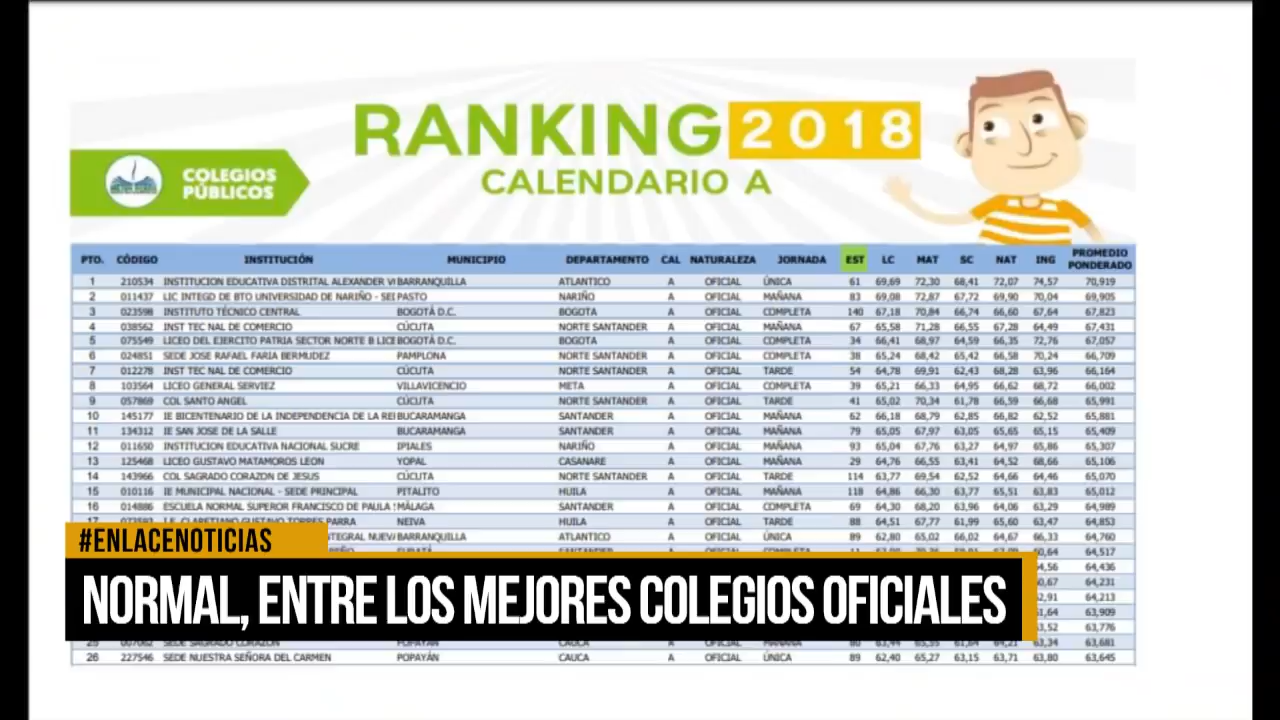 RANKING 2018
CALENDARIO A
COLEGIOS
PÚBLICOS
PTO. CÓDIGO INSTITUCIÓN MUNICIPIO DEPARTAMENTO CAL NATURALEZA JORNADA EST LC MAT SC NAT ING PROMEDIO PONDERADO
1 210534 INSTITUCION EDUCATIVA DISTRITAL ALEXANDER BARRANQUILLA ATLANTICO A OFICIAL ÚNICA 61 69,69 72,30 68,41 72,07 74,57 70,919
2 011437 LIC INTEGD DE BTO UNIVERSIDAD DE NARIÑO - SE PASTO NARIÑO A OFICIAL MAÑANA 83 69,08 72,87 67,72 69,90 70,04 69,905
3 023598 INSTITUTO TÉCNICO CENTRAL BOGOTÁ D.C. BOGOTA A OFICIAL COMPLETA 140 67,18 70,84 66,74 66,60 67,64 67,823
4 038562 INST TEC NAL DE COMERCIO CÚCUTA NORTE SANTANDER A OFICIAL MAÑANA 67 65,58 71,28 66,55 67,28 64,49 67,431
5 075549 LICEO DEL EJERCITO PATRIA SECTOR NORTE B LICE BOGOTÁ D.C. BOGOTA A OFICIAL COMPLETA 34 66,41 68,97 64,59 66,35 72,76 67,057
6 024851 SEDE JOSE RAFAEL FARIA BERMUDEZ PAMPLONA NORTE SANTANDER A OFICIAL COMPLETA 38 65,24 68,42 65,42 66,58 70,24 66,709
7 012278 INST TEC NAL DE COMERCIO CÚCUTA NORTE SANTANDER A OFICIAL TARDE 54 64,78 69,91 62,43 68,28 63,96 66,164
8 103564 LICEO GENERAL SERVIEZ VILLAVICENCIO META A OFICIAL COMPLETA 39 65,21 66,33 64,95 66,62 68,72 66,002
9 057869 COL SANTO ANGEL CÚCUTA NORTE SANTANDER A OFICIAL TARDE 41 65,02 70,34 61,78 66,59 66,68 65,991
10 145177 IE BICENTENARIO DE LA INDEPENDENCIA DE LA RE BUCARAMANGA SANTANDER A OFICIAL MAÑANA 62 66,18 68,79 62,85 66,82 62,52 65,881
11 134312 IE SAN JOSE DE LA SALLE BUCARAMANGA SANTANDER A OFICIAL MAÑANA 79 65,05 67,97 63,05 65,65 65,15 65,409
12 011650 INSTITUCION EDUCATIVA NACIONAL SUCRE IPIALES NARIÑO A OFICIAL MAÑANA 93 65,04 67,76 63,27 64,97 65,86 65,307
13 125468 LICEO GUSTAVO MATAMOROS LEON YOPAL CASANARE A OFICIAL MAÑANA 29 64,76 66,55 63,41 64,52 68,66 65,106
14 143966 COL SAGRADO CORAZON DE JESUS CÚCUTA NORTE SANTANDER A OFICIAL TARDE 114 63,77 69,54 62,52 64,66 64,46 65,070
15 010116 IE MUNICIPAL NACIONAL - SEDE PRINCIPAL PITALITO HUILA A OFICIAL MAÑANA 118 64,86 66,30 63,77 65,51 63,83 65,012
16 014886 ESCUELA NORMAL SUPERIOR FRANCISCO DE PAULA MÁLAGA SANTANDER A OFICIAL COMPLETA 69 64,30 68,20 63,96 64,06 63,29 64,989
17 I.E. CLARETIANO GUSTAVO TORRES PARRA NEIVA HUILA A OFICIAL TARDE 88 64,51 67,77 61,99 65,60 63,47 64,853
BARRANQUILLA ATLANTICO A OFICIAL ÚNICA 89 62,80 65,02 66,02 64,67 66,33 64,760
64,517
64,436
64,231
64,213
63,909
63,776
63,681
26 227546 SEDE NUESTRA SEÑORA DEL CARMEN POPAYÁN CAUCA A OFICIAL ÚNICA 89 62,40 65,27 63,15 63,71 63,80 63,645
#ENLACENOTICIAS
NORMAL, ENTRE LOS MEJORES COLEGIOS OFICIALES